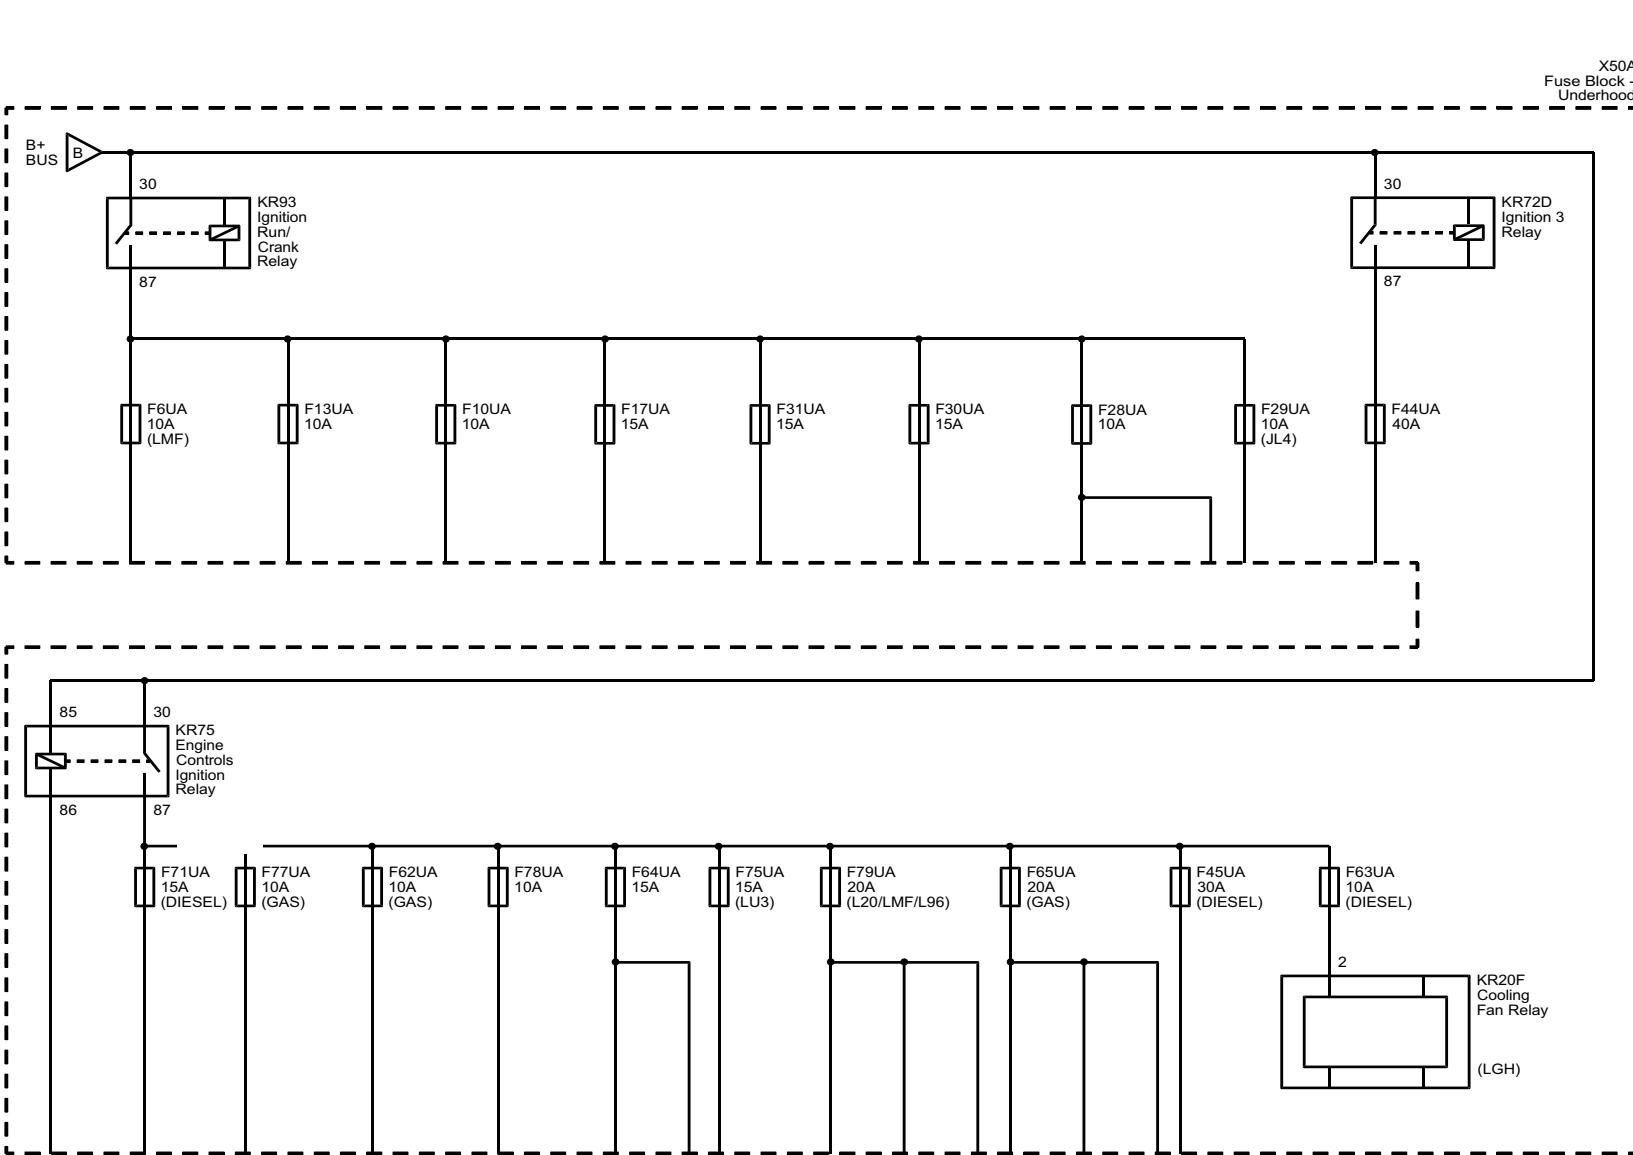 X50A
Fuse Block -
Underhood
B+
BUS
B
30
KR93
Ignition
Run/
Crank
Relay
87
30
KR72D
Ignition 3
Relay
87
F6UA
10A
(LMF)
F13UA
10A
F10UA
10A
F17UA
15A
F31UA
15A
F30UA
15A
F28UA
10A
F29UA
10A
(JL4)
F44UA
40A
85
30
KR75
Engine
Controls
Ignition
Relay
86
87
F71UA
15A
(DIESEL)
F77UA
10A
(GAS)
F62UA
10A
(GAS)
F78UA
10A
F64UA
15A
F75UA
15A
(LU3)
F79UA
20A
(L20/LMF/L96)
F65UA
20A
(GAS)
F45UA
30A
(DIESEL)
F63UA
10A
(DIESEL)
2
KR20F
Cooling
Fan Relay
(LGH)